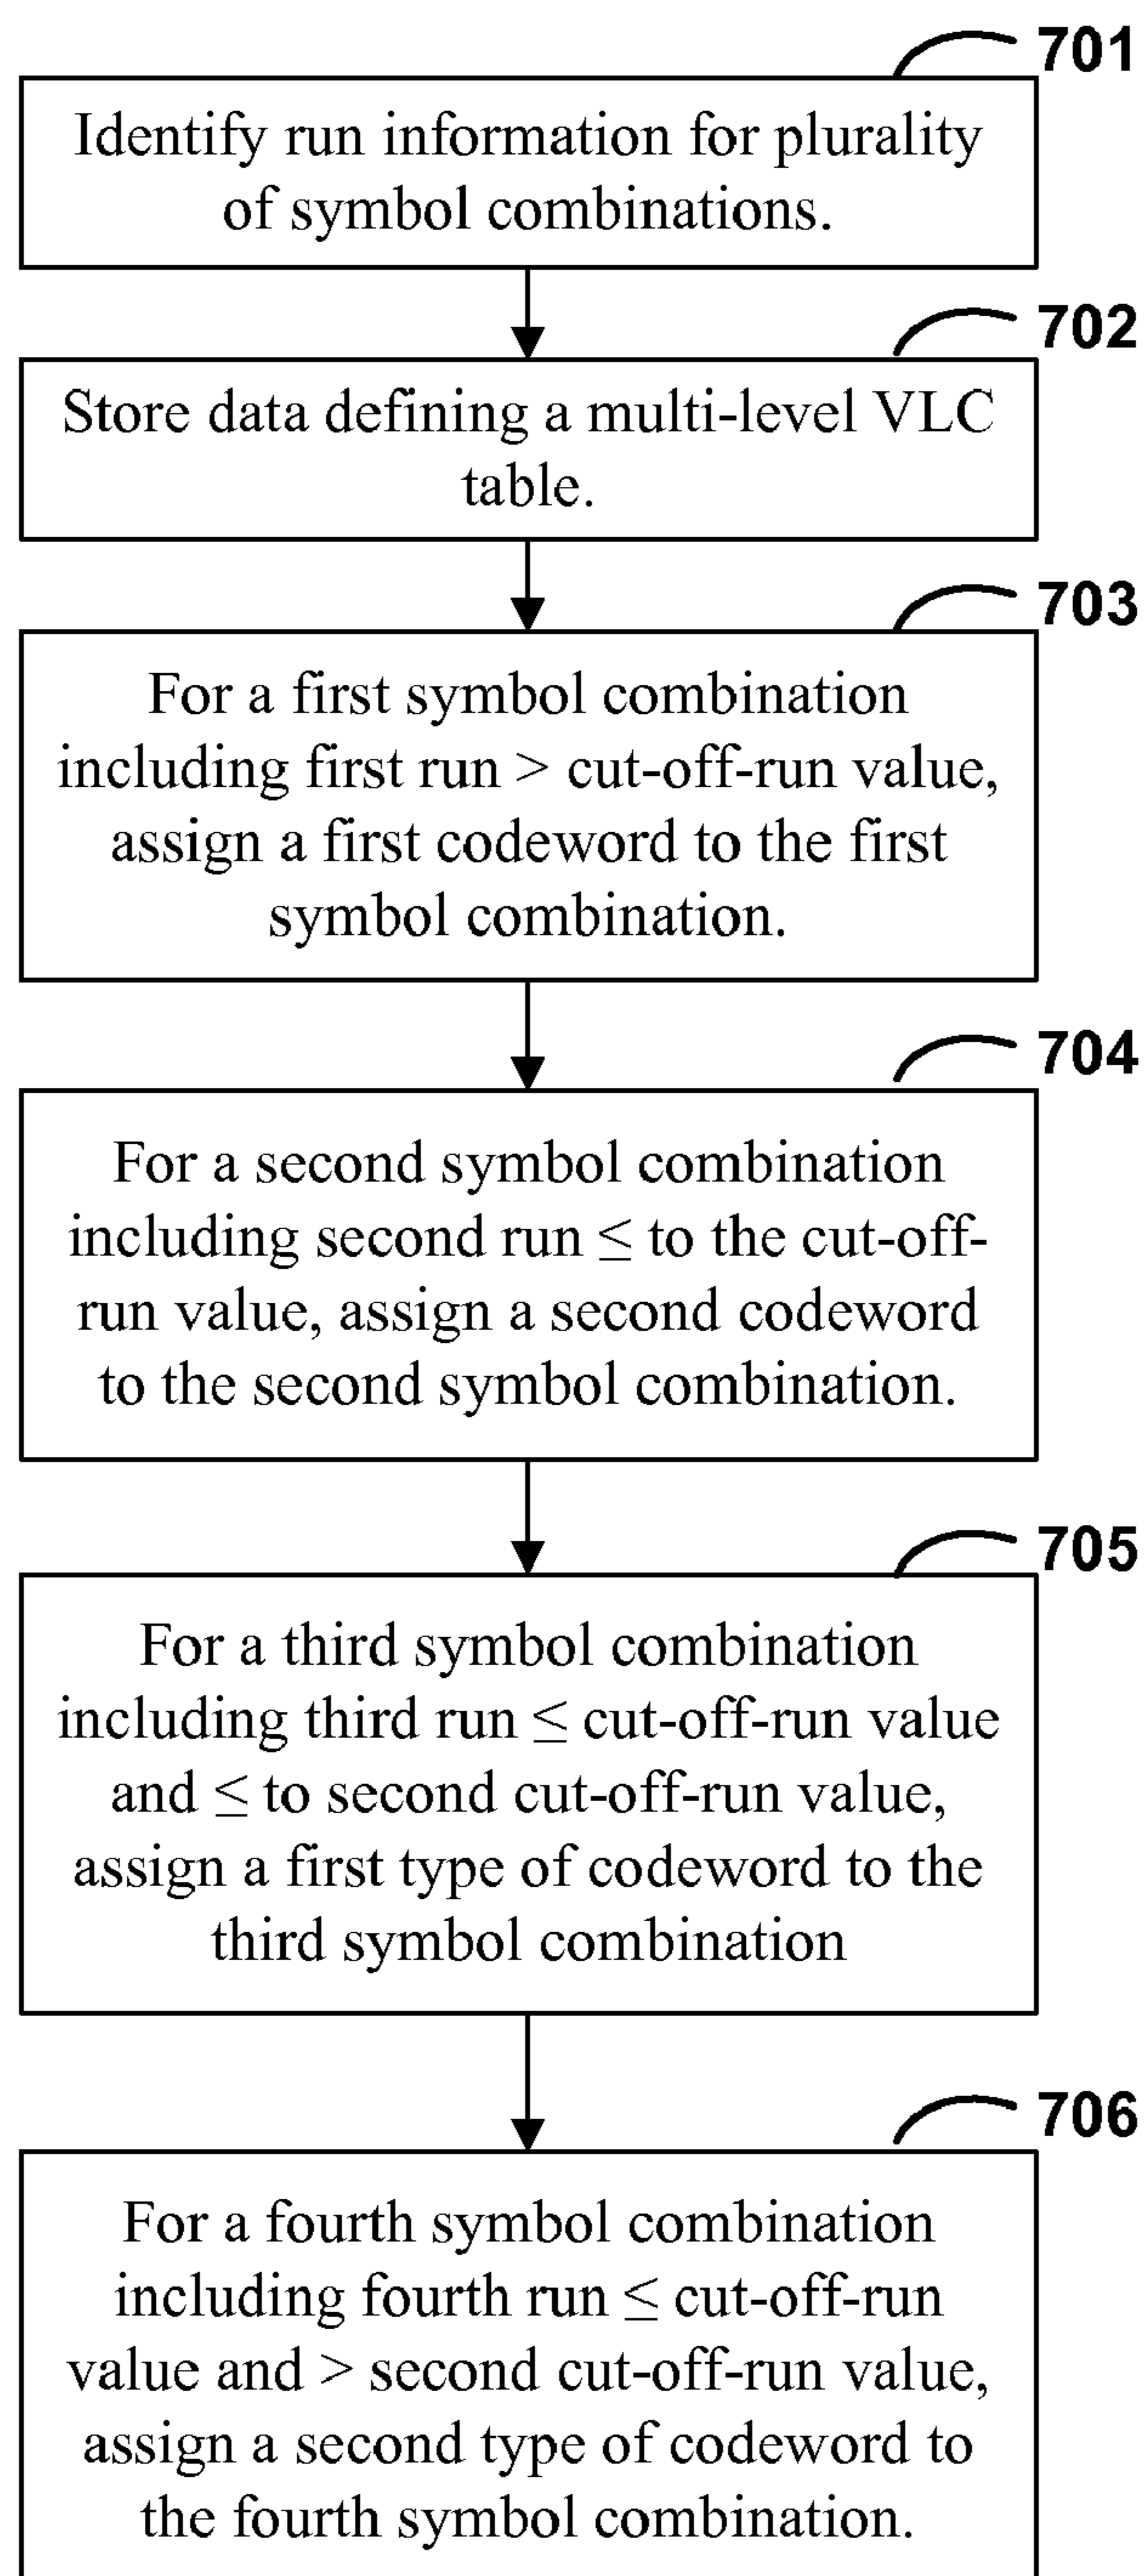 701
Identify run information for plurality
of symbol combinations.
702
Store data defining a multi-level VLC
table.
703
For a first symbol combination
including first run > cut-off-run value,
assign a first codeword to the first
symbol combination.
704
For a second symbol combination
including second run ≤ to the cut-off-
run value, assign a second codeword
to the second symbol combination.
705
For a third symbol combination
including third run ≤ cut-off-run value
and ≤ to second cut-off-run value,
assign a first type of codeword to the
third symbol combination
706
For a fourth symbol combination
including fourth run ≤ cut-off-run
value and > second cut-off-run value,
assign a second type of codeword to
the fourth symbol combination.